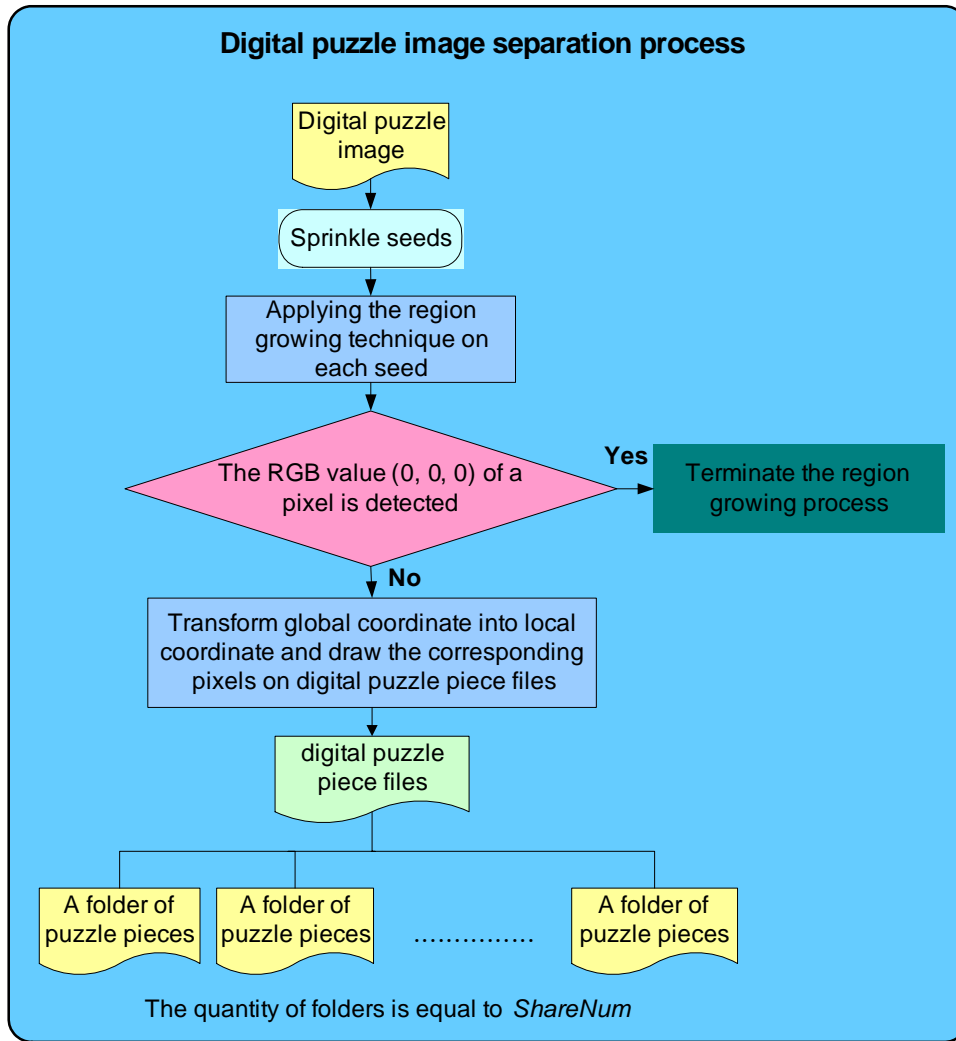 Digital puzzle image separation process
Digital puzzle
image
Sprinkle seeds
Applying the region
growing technique on
each seed
The RGB value (0, 0, 0) of a
pixel is detected
Yes
Terminate the region
growing process
No
Transform global coordinate into local
coordinate and draw the corresponding
pixels on digital puzzle piece files
digital puzzle
piece files
A folder of
puzzle pieces
A folder of
puzzle pieces
...............
A folder of
puzzle pieces
The quantity of folders is equal to ShareNum